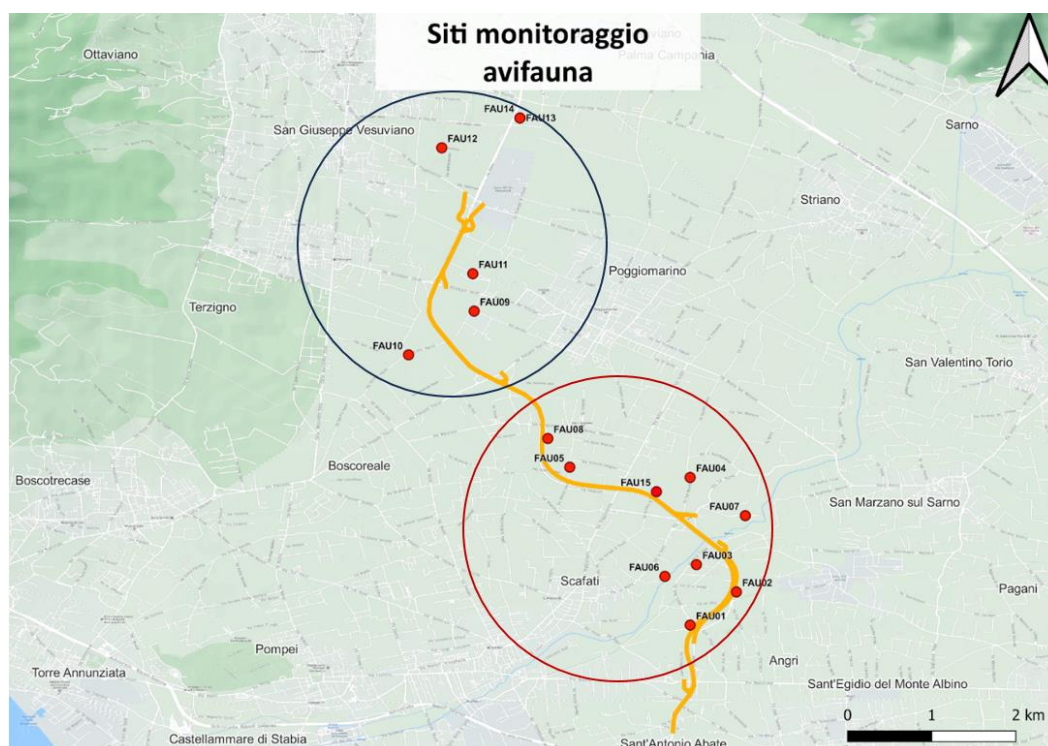 Siti monitoraggio
avifauna
Ottaviano
Palma Campania
San Giuseppe Vesuviano
FAU14
FAU13
FAU12
Sarno
Striano
FAU11
Poggiomarino
Terzigno
FAU09
FAU10
San Valentino Torio
FAU08
Boscoreale
FAU05
FAU04
Boscotrecase
FAU15
San Marzano sul Sarno
FAU07
FAU03
FAU06
Scafati
FAU02
Pagani
FAU01
Pompei
Angri
Torre Annunziata
Sant'Egidio del Monte Albino
0 1 2 km
Castellammare di Stabia
Sant'Antonio Abate